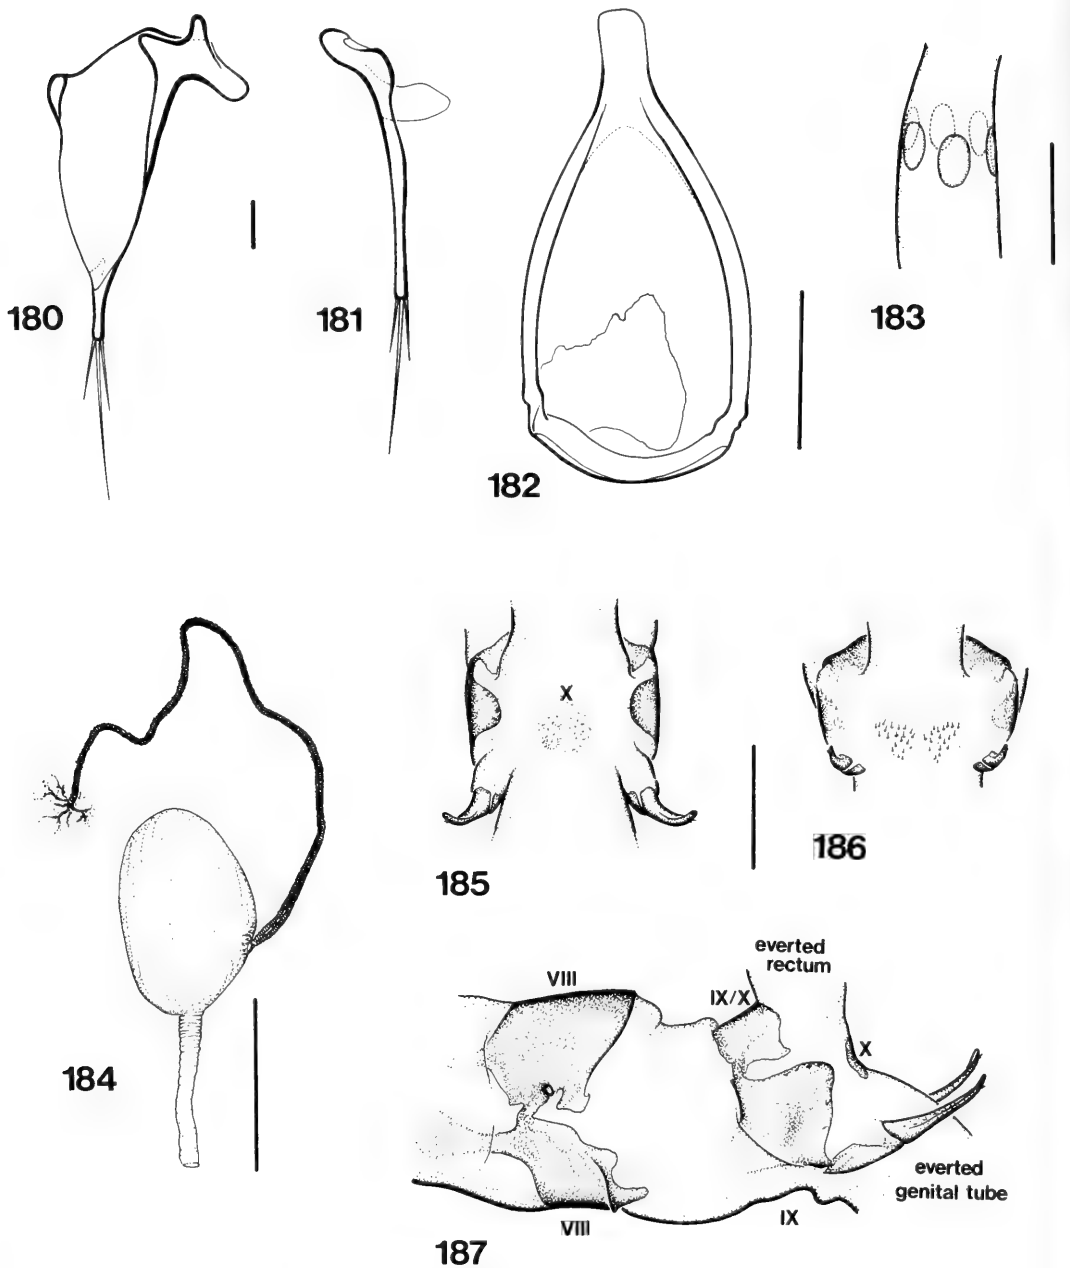 180
181
182
183
184
X
185
186
everted
rectum
VIII
IX/X
X
everted
genital tube
VIII
IX
187